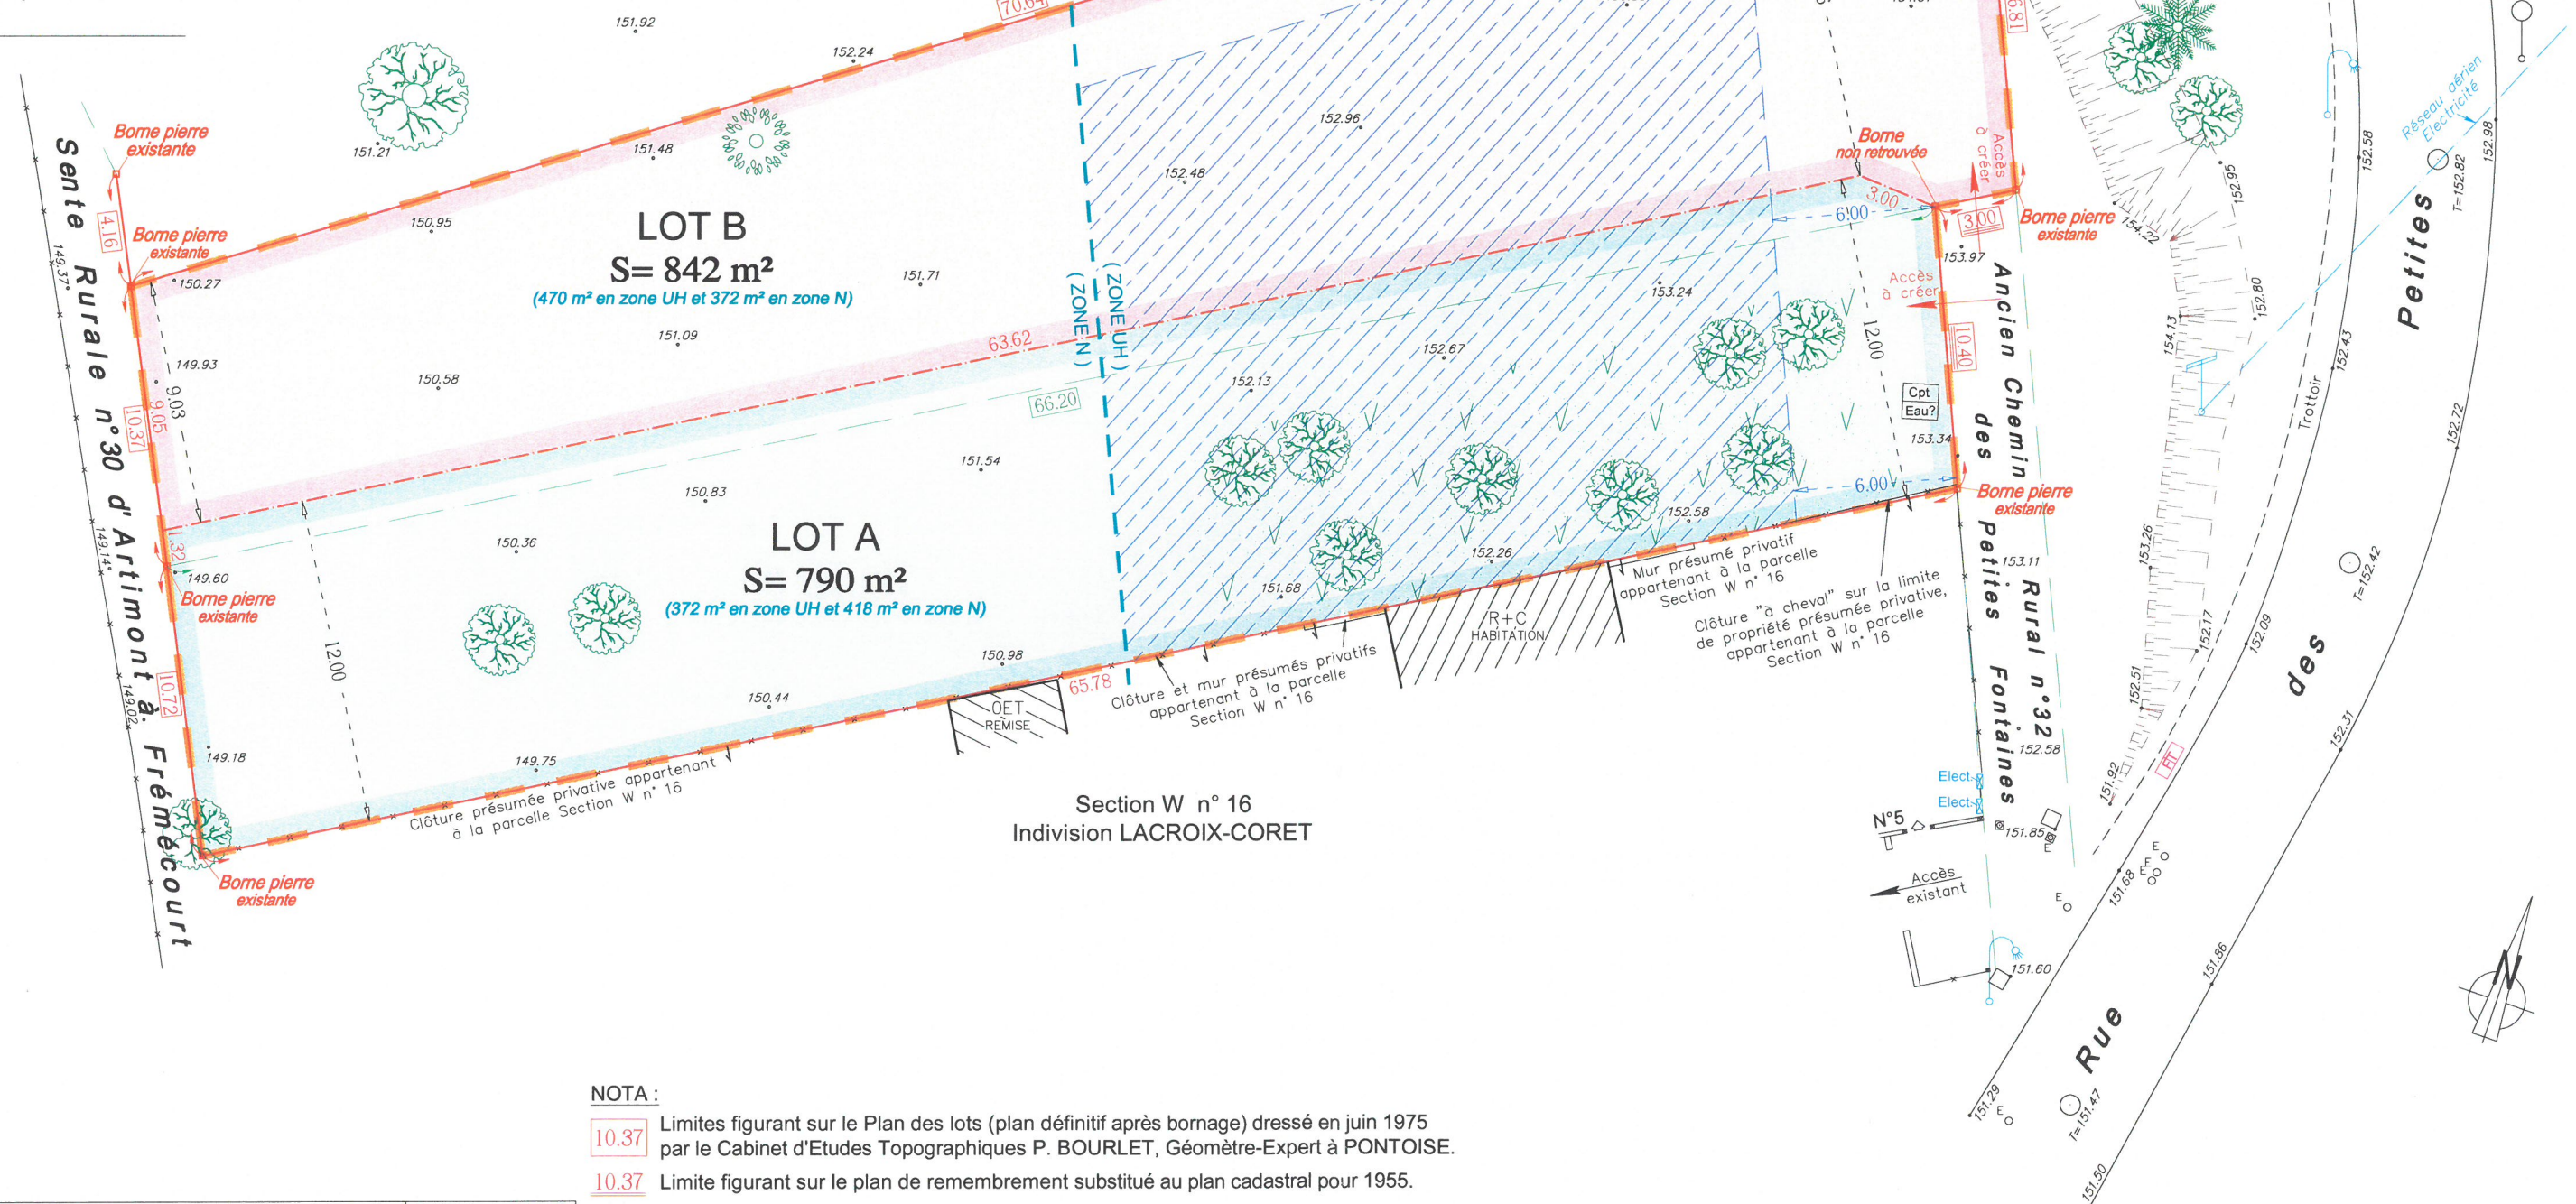 70.64
6.81
151.92
152.24
151.21
151.48
150.95
152.96
152.48
Borne pierre
existante
4.16
Borne pierre
existante
150.27
149.93
9.03
9.05
10.37
Sente Rurale n°30 d'Artimont à Frémécourt
149.37
149.14
149.02
LOT B
S= 842 m²
(470 m² en zone UH et 372 m² en zone N)
151.71
151.09
150.58
63.62
( ZONE N )
( ZONE UH )
66.20
153.24
152.67
152.13
Borne
non retrouvée
3.00
6.00
Accès
à créer
3.00
Borne pierre
existante
153.97
Accès
à créer
12.00
10.40
Cpt
Eau?
153.34
6.00
Borne pierre
existante
151.54
150.83
150.36
1.32
149.60
Borne pierre
existante
LOT A
S= 790 m²
(372 m² en zone UH et 418 m² en zone N)
12.00
10.72
149.18
149.75
150.44
150.98
151.68
152.26
152.58
65.78
Borne pierre
existante
Clôture présumée privative appartenant
à la parcelle Section W n° 16
OET
REMISE
Clôture et mur présumés privatifs
appartenant à la parcelle
Section W n° 16
R+C
HABITATION
Mur présumé privatif
appartenant à la parcelle
Section W n° 16
Clôture "à cheval" sur la limite
de propriété présumée privative,
appartenant à la parcelle
Section W n° 16
Section W n° 16
Indivision LACROIX-CORET
Ancien Chemin Rural n°32
des Petites Fontaines
153.11
152.58
Elect.
Elect.
N°5
151.85
E
Accès
existant
151.60
Réseau aérien
Electricité
152.95
154.22
152.80
154.13
153.26
152.17
152.51
151.92
Trottoir
152.58
152.43
152.09
151.68
151.29
152.98
T=152.82
152.72
T=152.42
152.31
151.86
T=151.47
151.50
E
E
E
E
E
Rue des Petites
N
NOTA :
10.37 Limites figurant sur le Plan des lots (plan définitif après bornage) dressé en juin 1975
par le Cabinet d'Etudes Topographiques P. BOURLET, Géomètre-Expert à PONTOISE.
10.37 Limite figurant sur le plan de remembrement substitué au plan cadastral pour 1955.